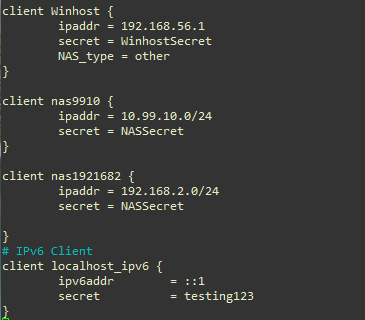 client Winhost {
        ipaddr = 192.168.56.1
        secret = WinhostSecret
        NAS_type = other
}

client nas9910 {
        ipaddr = 10.99.10.0/24
        secret = NASSecret
}

client nas1921682 {
        ipaddr = 192.168.2.0/24
        secret = NASSecret

}
# IPv6 Client
client localhost_ipv6 {
        ipv6addr        = ::1
        secret          = testing123
}